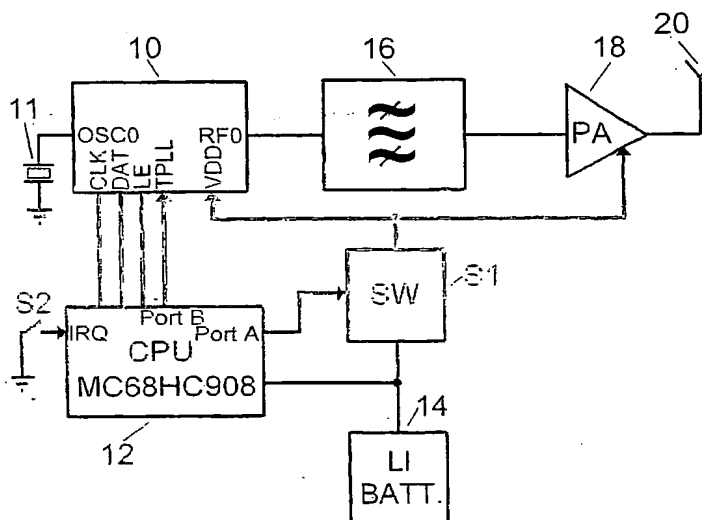 20
10
16
18
11
OSC0
RF0
PA
CLK
DAT
LE
TPLL
VDD
S2
IRQ
Port B
Port A
SW
S1
CPU
MC68HC908
12
14
LI
BATT.